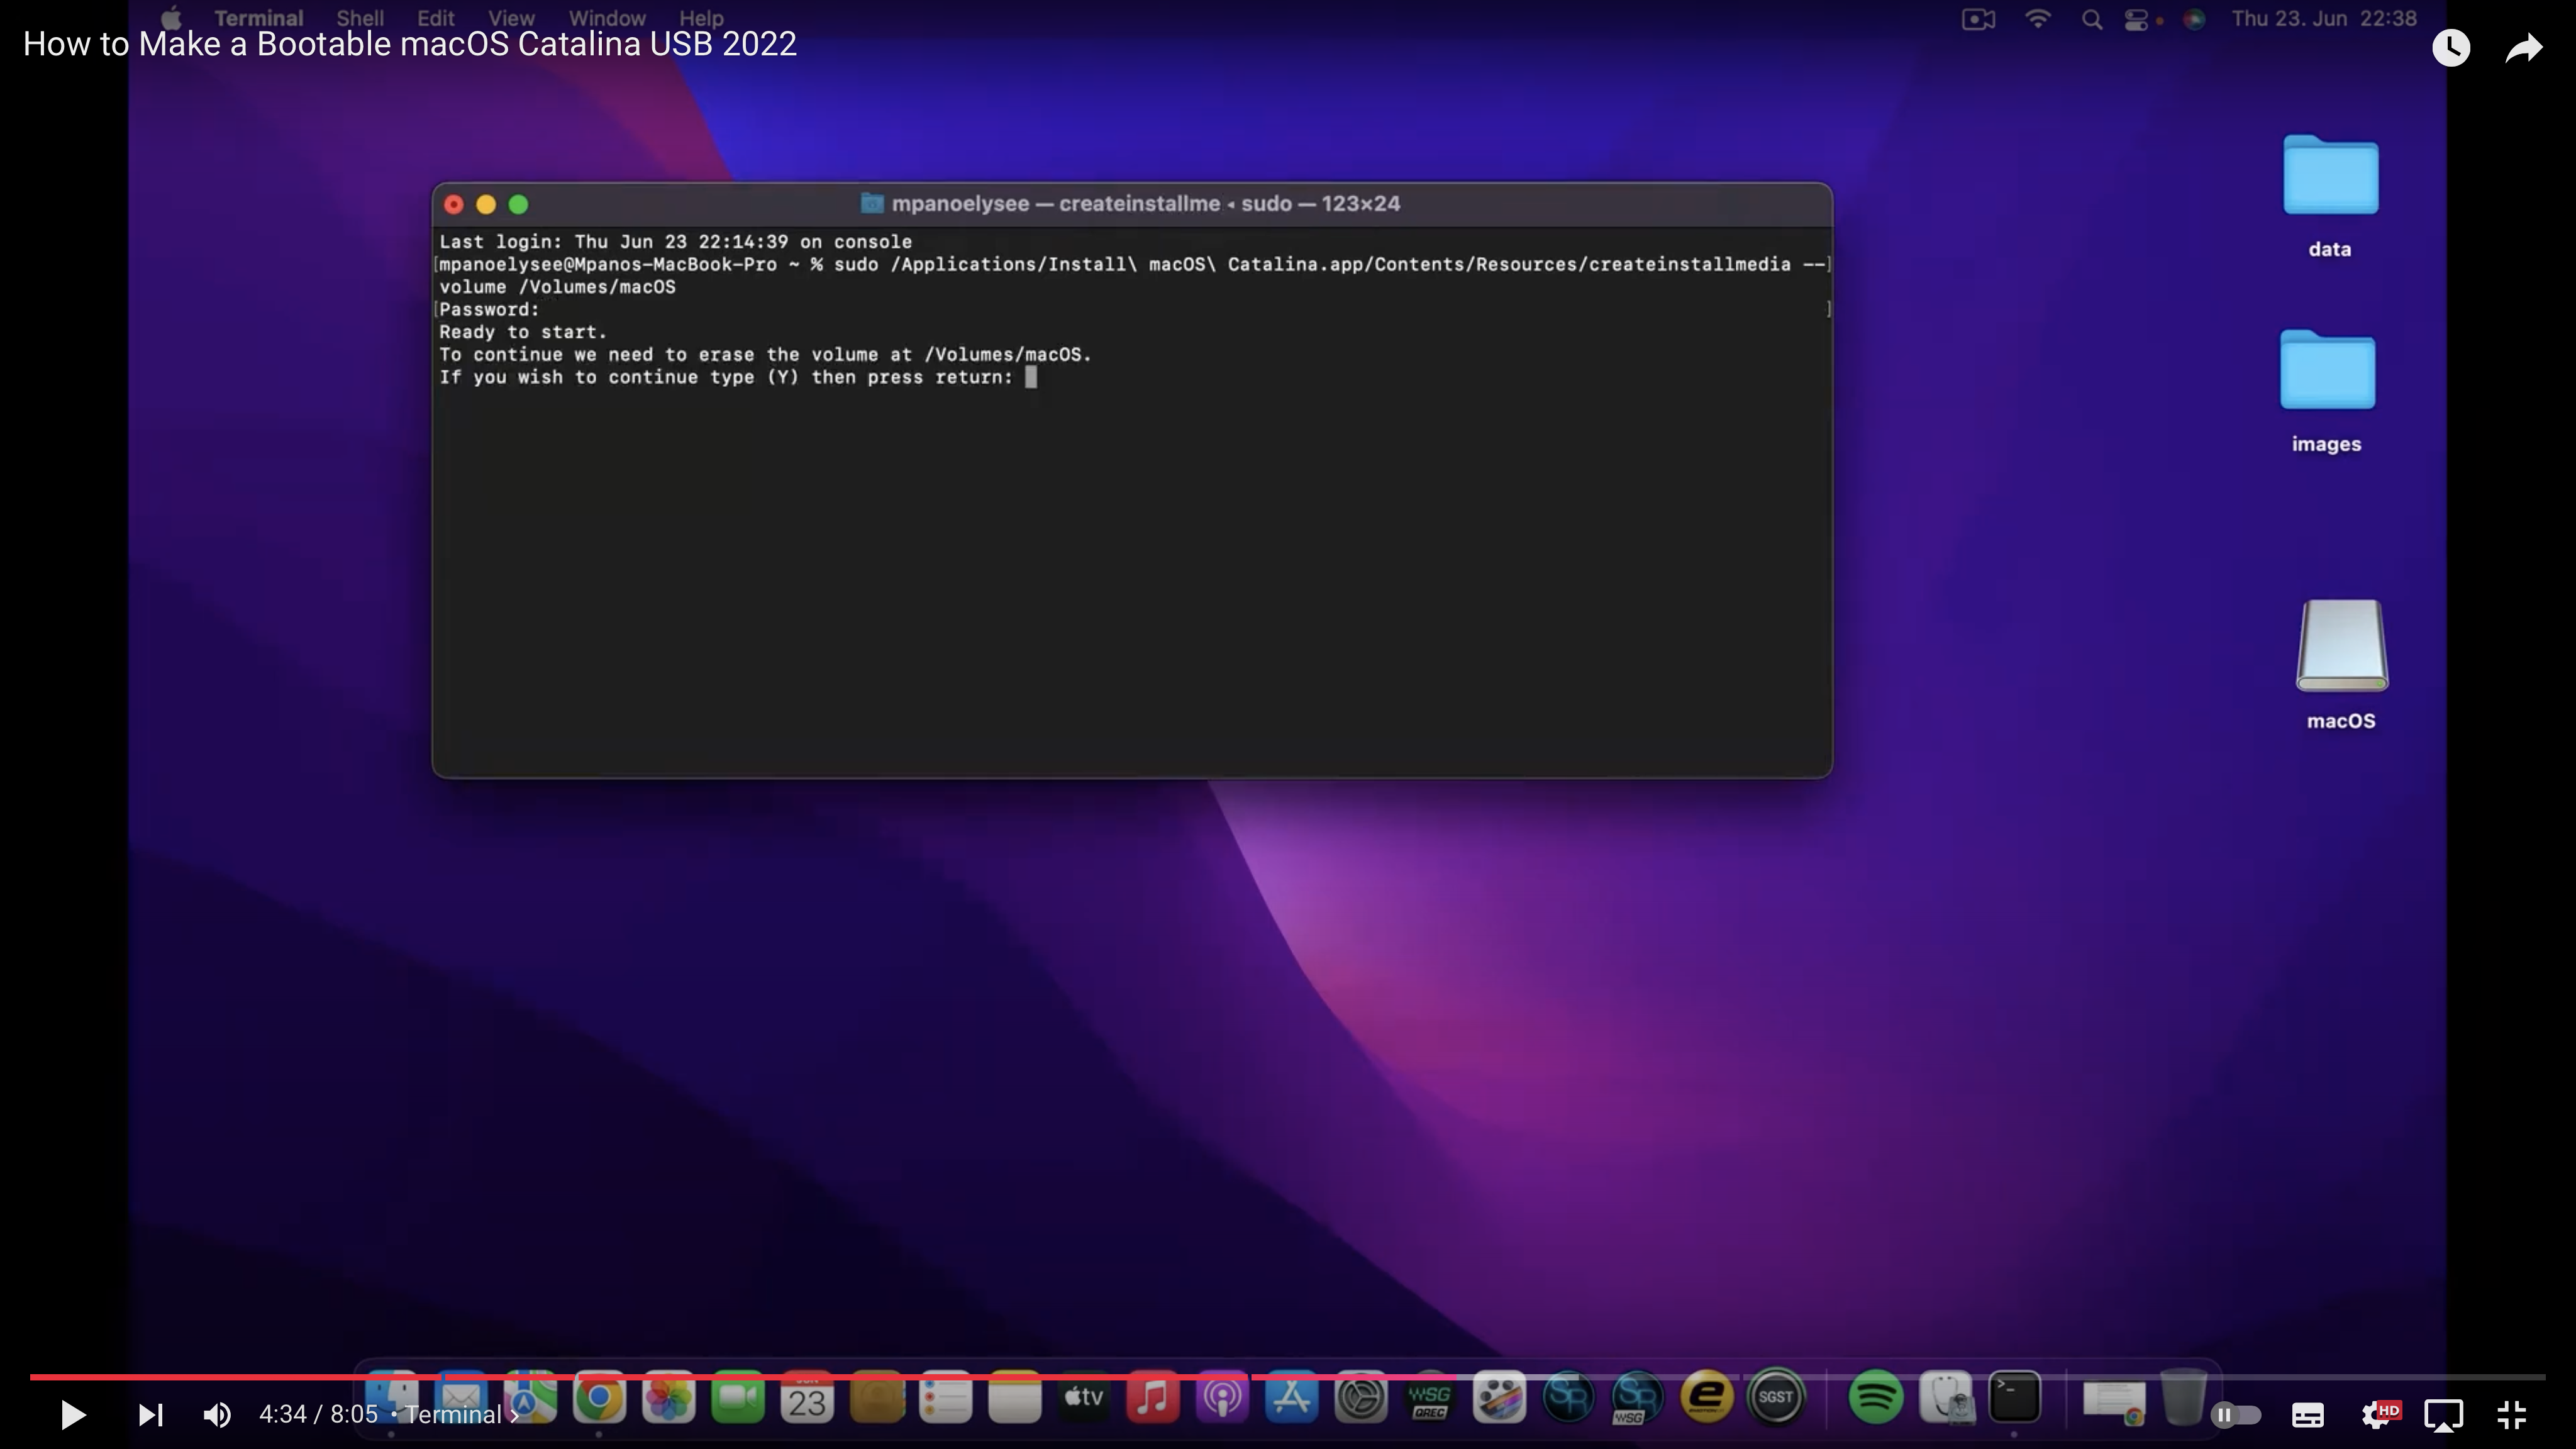 Terminal Shell Edit View Window Help Thu 23. Jun 22:38
How to Make a Bootable macOS Catalina USB 2022
mpanoelysee — createinstallme ◂ sudo — 123×24
Last login: Thu Jun 23 22:14:39 on console
[mpanoelysee@Mpanos-MacBook-Pro ~ % sudo /Applications/Install\ macOS\ Catalina.app/Contents/Resources/createinstallmedia --]
volume /Volumes/macOS
[Password: ]
Ready to start.
To continue we need to erase the volume at /Volumes/macOS.
If you wish to continue type (Y) then press return:
data
images
macOS
23
tv
WSG
QREC
SR
SR
WSG
e
SGST
>_
4:34 / 8:05 • Terminal ›
HD